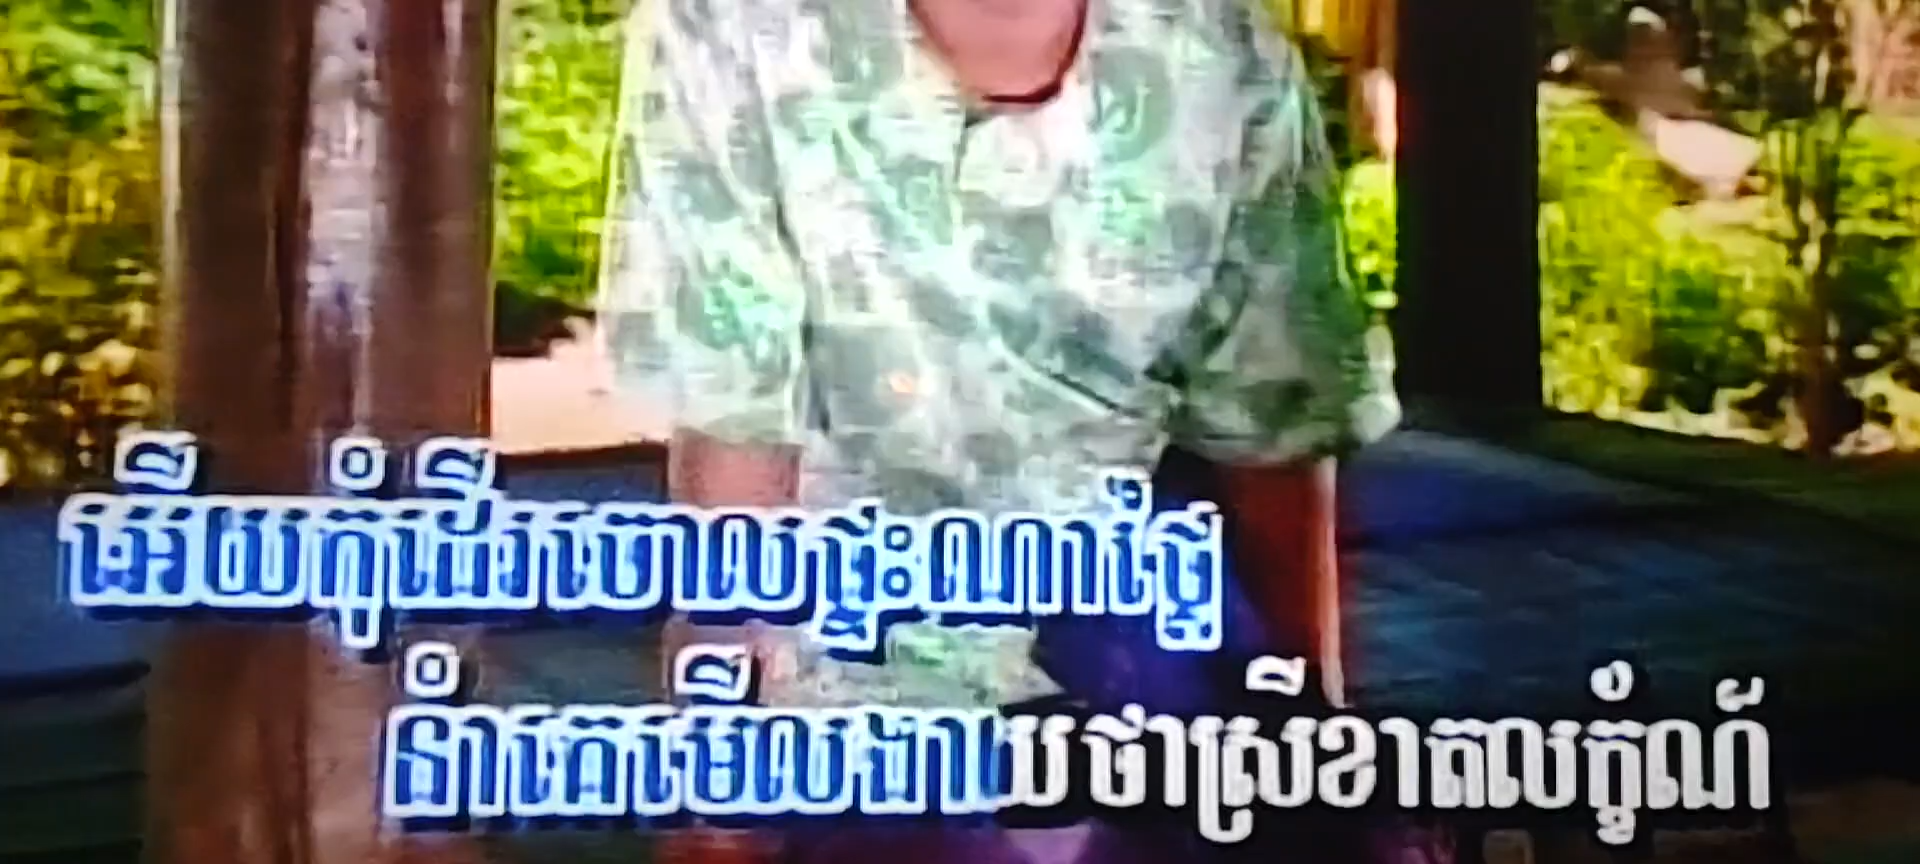 អើយកុំដើរចោលផ្ទះណាថ្លៃ
នាំគេមើលងាយថាស្រីខាតលក្ខំណ៍